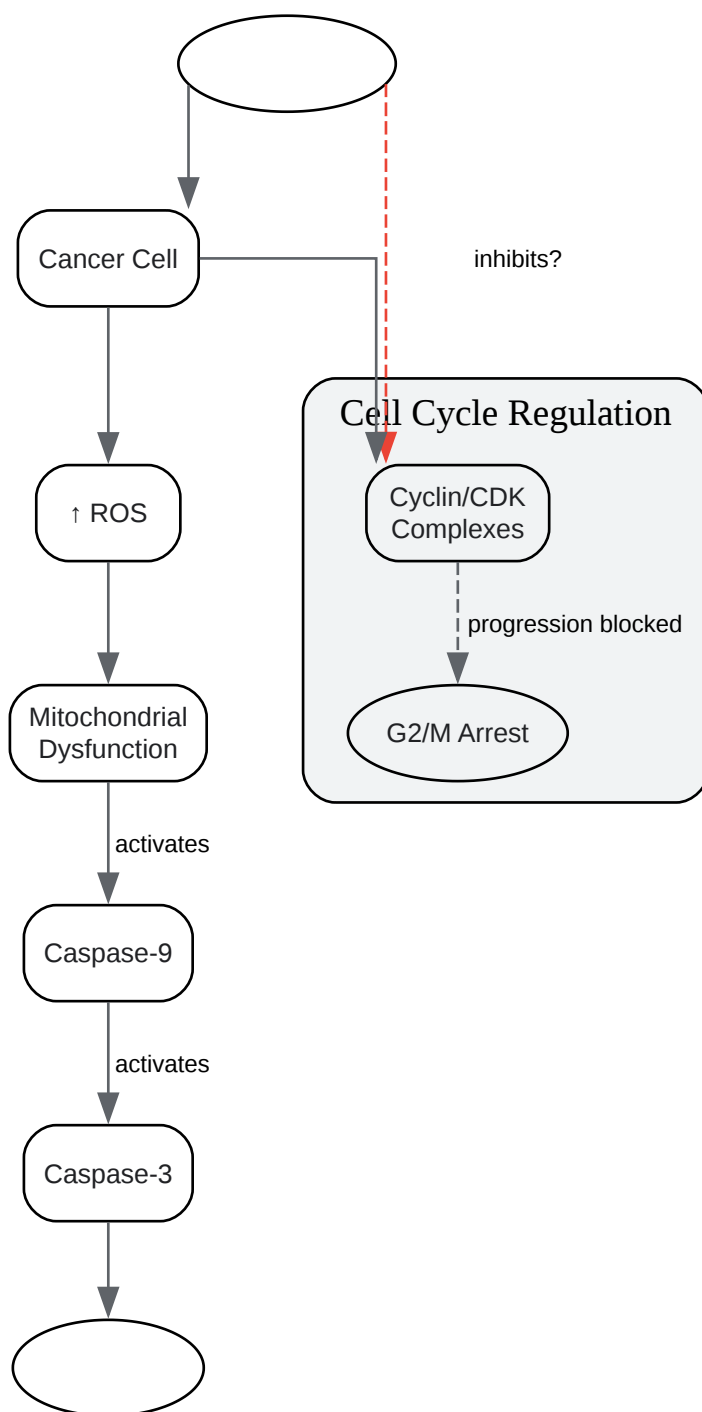 Cancer Cell
inhibits?
Cell Cycle Regulation
↑ ROS
Cyclin/CDK
Complexes
progression blocked
Mitochondrial
Dysfunction
G2/M Arrest
activates
Caspase-9
activates
Caspase-3